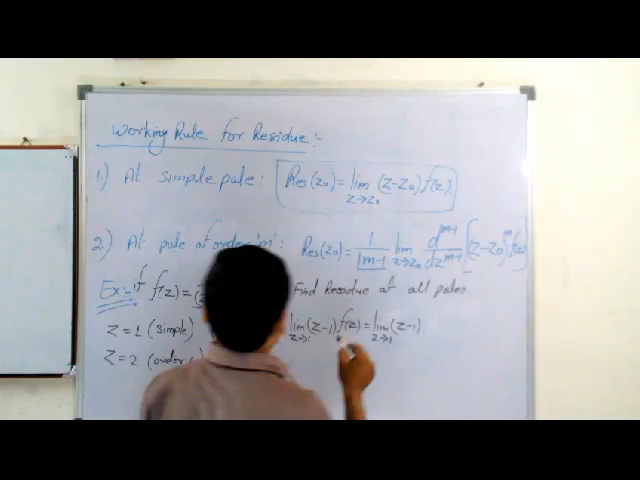 Working Rule for Residue :-
1.) At simple pole : Res(z₀) = lim z→z₀ (z-z₀) f(z).
2.) At pole of order 'm' : Res(z₀) = 1/|m-1 lim z→z₀ d^m-1/dz^m-1 [(z-z₀)^m f(z)]
Ex:- if f(z) = Find Residue at all poles.
z = 1 (simple) lim z→1 (z-1) f(z) = lim z→1 (z-1).
z = 2 (order